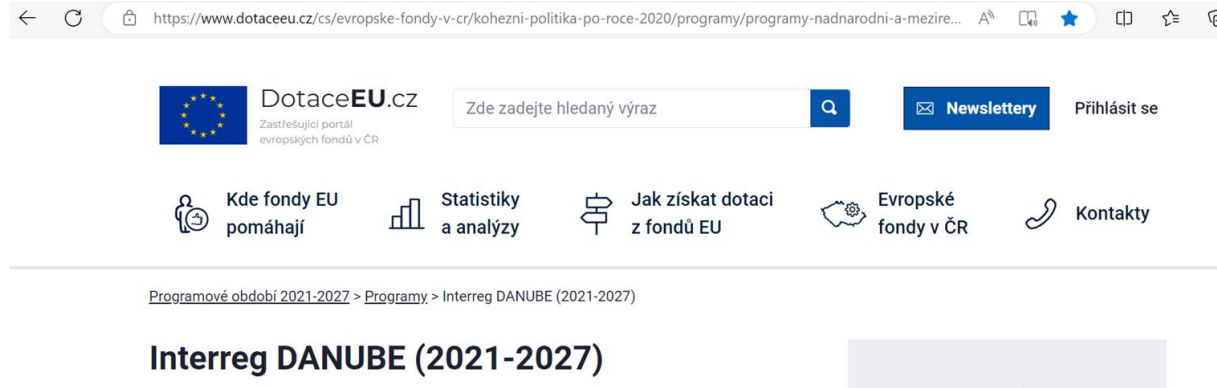 https://www.dotaceeu.cz/cs/evropske-fondy-v-cr/kohezni-politika-po-roce-2020/programy/programy-nadnarodni-a-mezire...
DotaceEU.cz
Zastřešující portál
evropských fondů v ČR
Zde zadejte hledaný výraz
Newslettery
Přihlásit se
Kde fondy EU
pomáhají
Statistiky
a analýzy
Jak získat dotaci
z fondů EU
Evropské
fondy v ČR
Kontakty
Programové období 2021-2027 > Programy > Interreg DANUBE (2021-2027)
Interreg DANUBE (2021-2027)